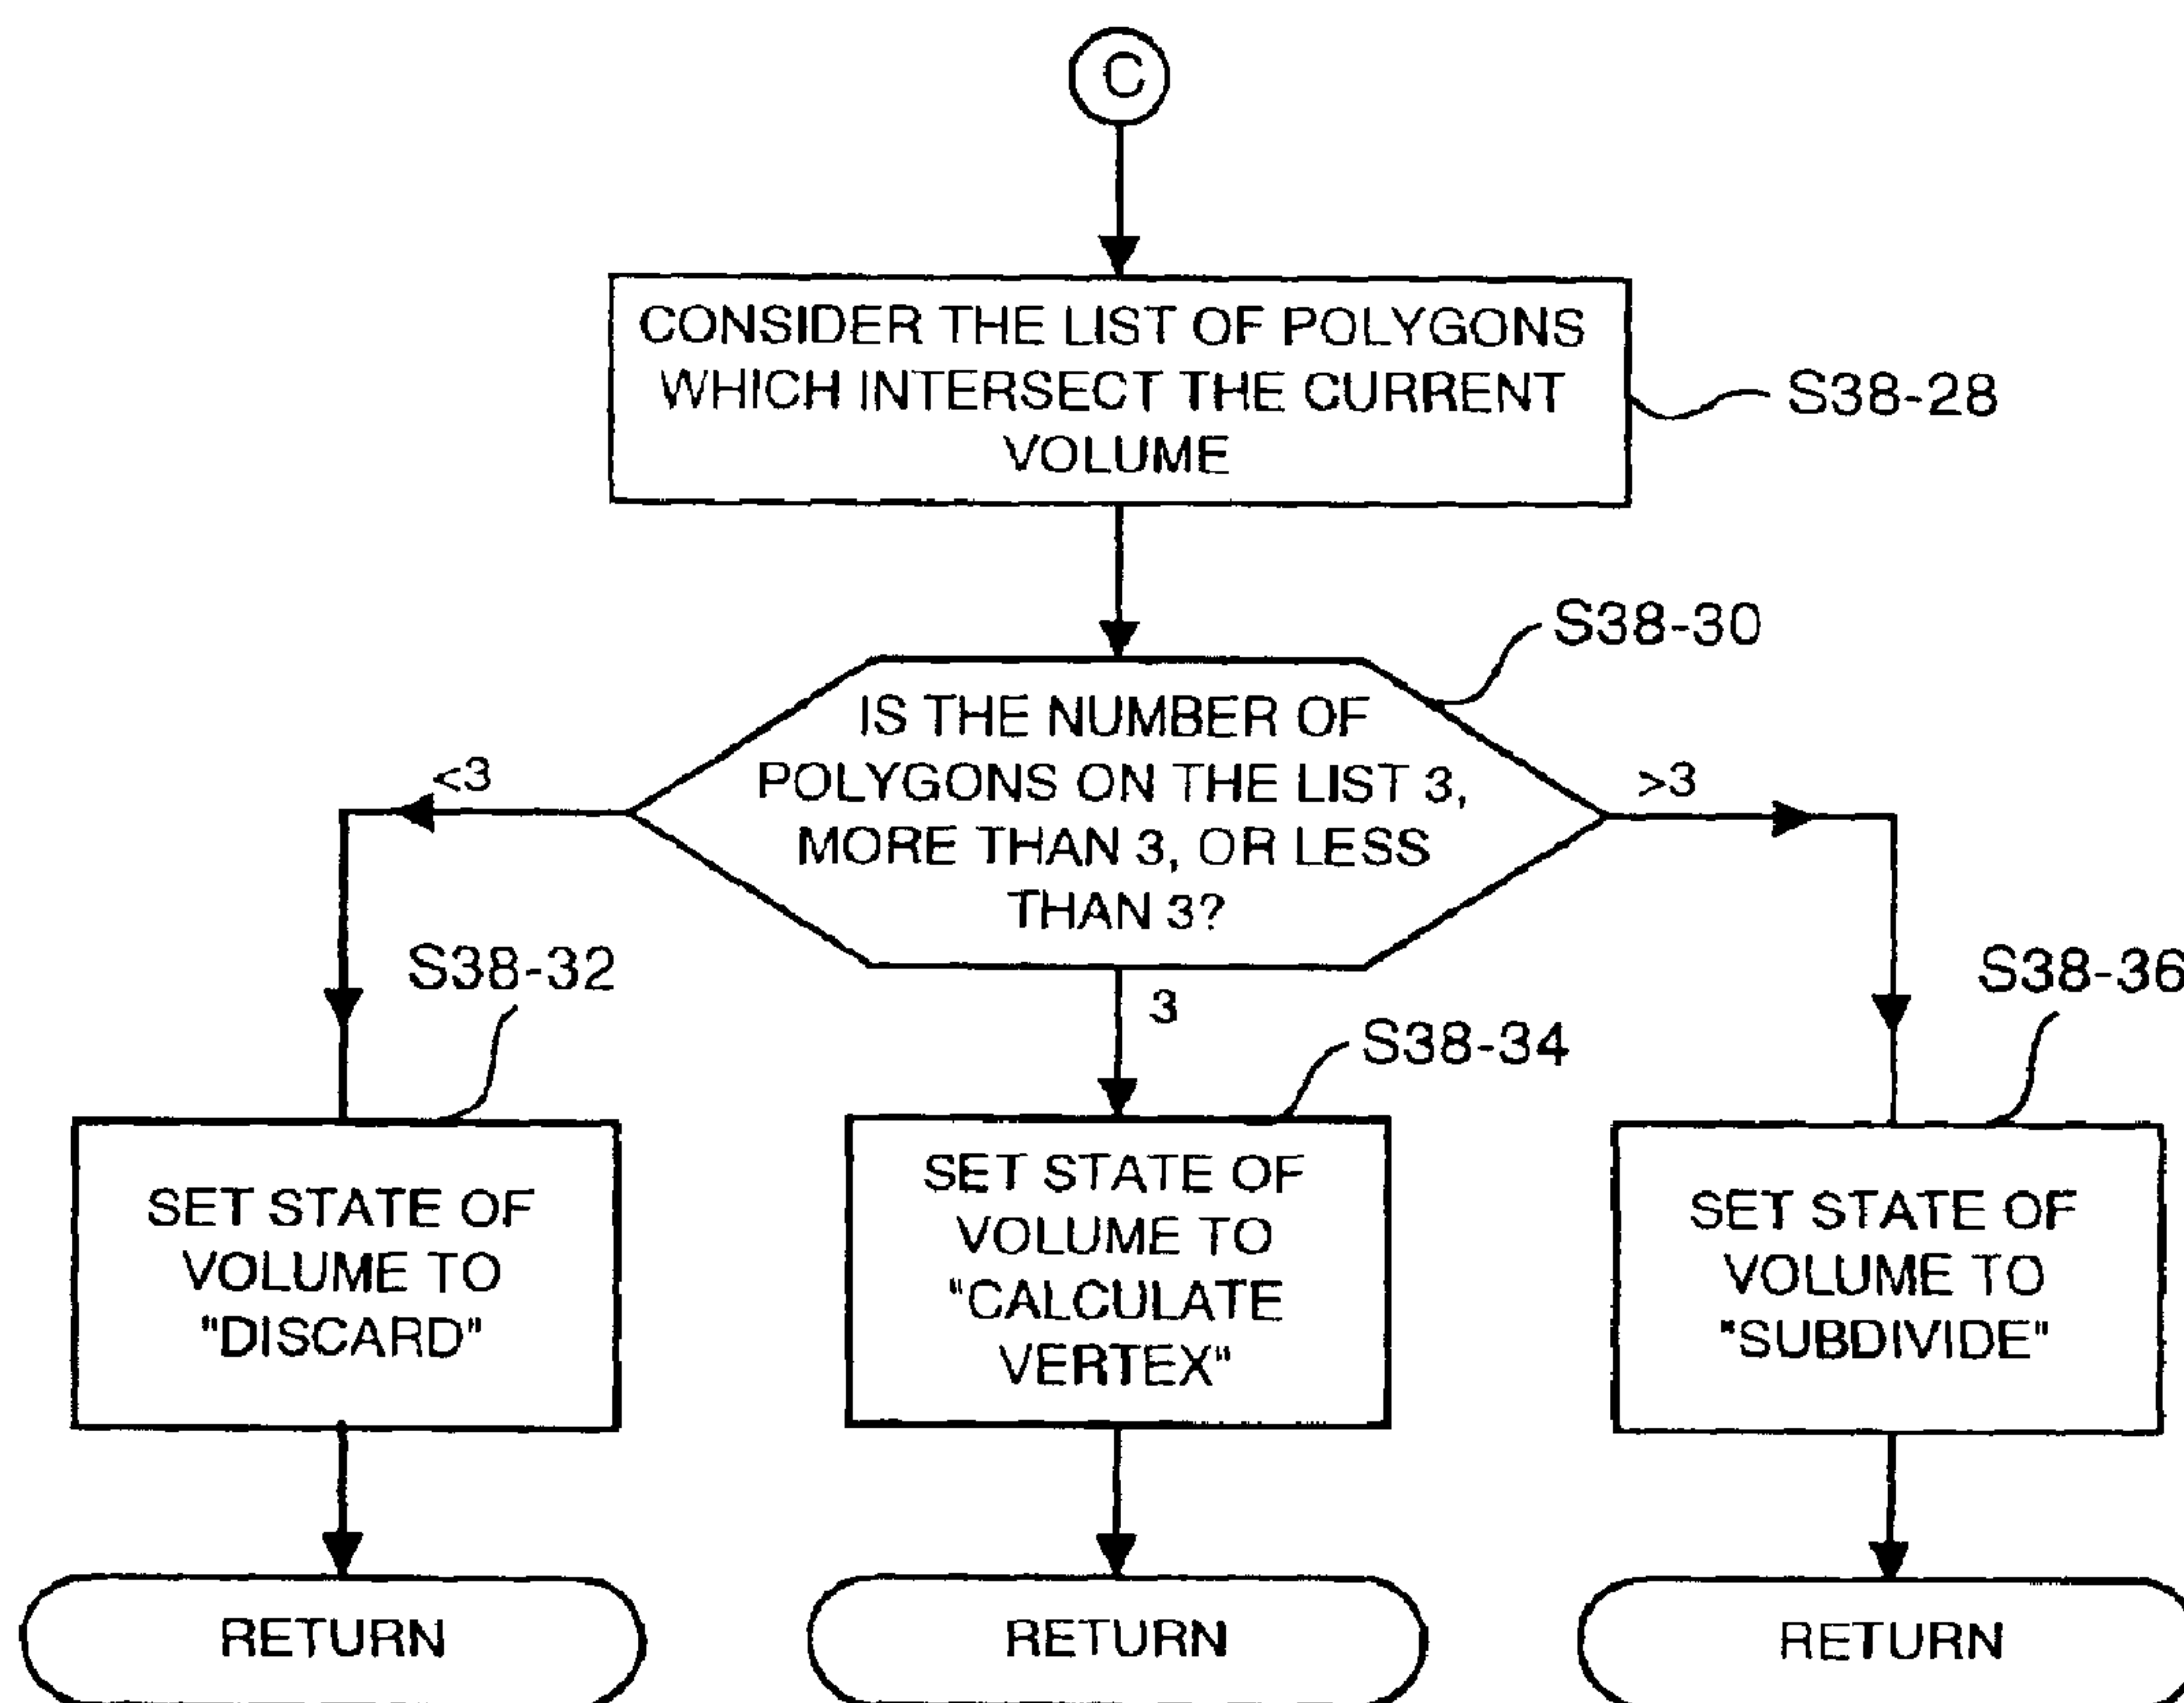 C
CONSIDER THE LIST OF POLYGONS
WHICH INTERSECT THE CURRENT
VOLUME
S38-28
S38-30
IS THE NUMBER OF
POLYGONS ON THE LIST 3,
MORE THAN 3, OR LESS
THAN 3?
<3
>3
3
S38-32
S38-34
S38-36
SET STATE OF
VOLUME TO
"DISCARD"
SET STATE OF
VOLUME TO
"CALCULATE
VERTEX"
SET STATE OF
VOLUME TO
"SUBDIVIDE"
RETURN
RETURN
RETURN